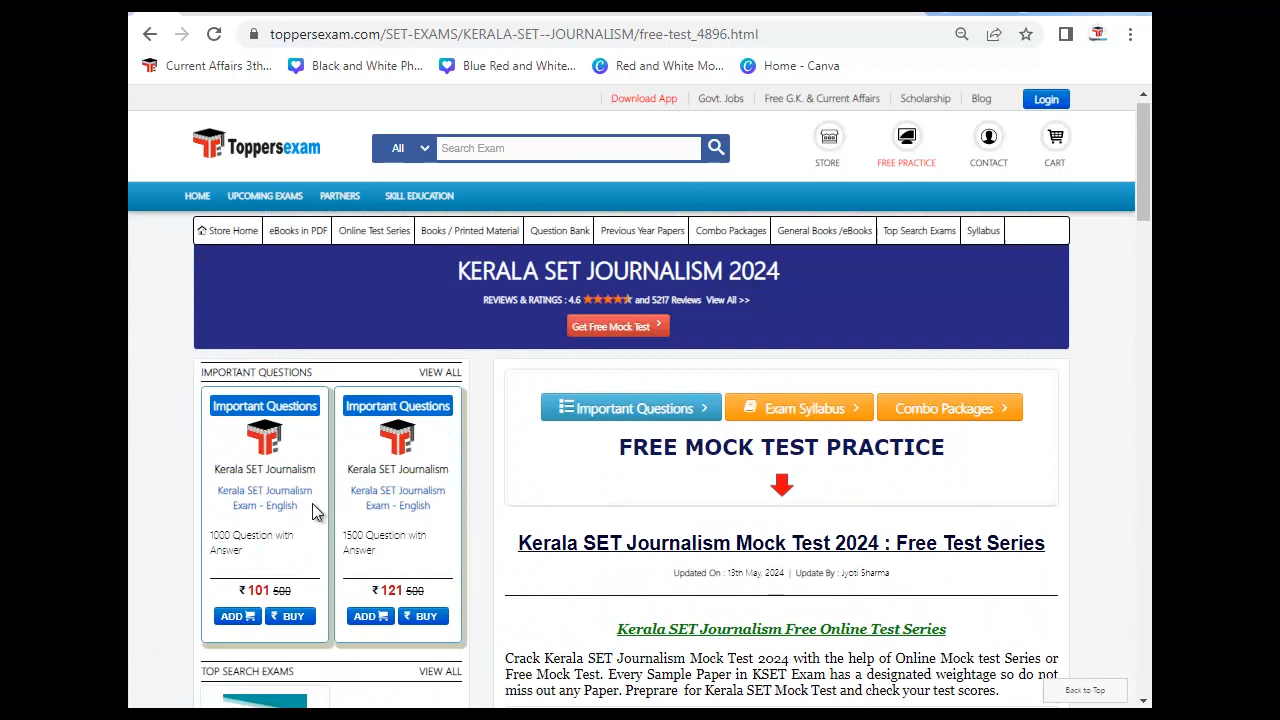 toppersexam.com/SET-EXAMS/KERALA-SET--JOURNALISM/free-test_4896.html
Current Affairs 3th... Black and White Ph... Blue Red and White... Red and White Mo... Home - Canva
Download App Govt. Jobs Free G.K. & Current Affairs Scholarship Blog Login
Toppersexam All Search Exam STORE FREE PRACTICE CONTACT CART
HOME UPCOMING EXAMS PARTNERS SKILL EDUCATION
Store Home eBooks in PDF Online Test Series Books / Printed Material Question Bank Previous Year Papers Combo Packages General Books /eBooks Top Search Exams Syllabus
KERALA SET JOURNALISM 2024
REVIEWS & RATINGS : 4.6 and 5217 Reviews View All >>
Get Free Mock Test
IMPORTANT QUESTIONS VIEW ALL
Important Questions Important Questions
Kerala SET Journalism Kerala SET Journalism
Kerala SET Journalism Kerala SET Journalism
Exam - English Exam - English
1000 Question with 1500 Question with
Answer Answer
₹ 101 500 ₹ 121 500
ADD ₹ BUY ADD ₹ BUY
TOP SEARCH EXAMS VIEW ALL
Important Questions Exam Syllabus Combo Packages
FREE MOCK TEST PRACTICE
Kerala SET Journalism Mock Test 2024 : Free Test Series
Updated On : 13th May, 2024 | Update By : Jyoti Sharma
Kerala SET Journalism Free Online Test Series
Crack Kerala SET Journalism Mock Test 2024 with the help of Online Mock test Series or
Free Mock Test. Every Sample Paper in KSET Exam has a designated weightage so do not
miss out any Paper. Preprare for Kerala SET Mock Test and check your test scores.
Back to Top